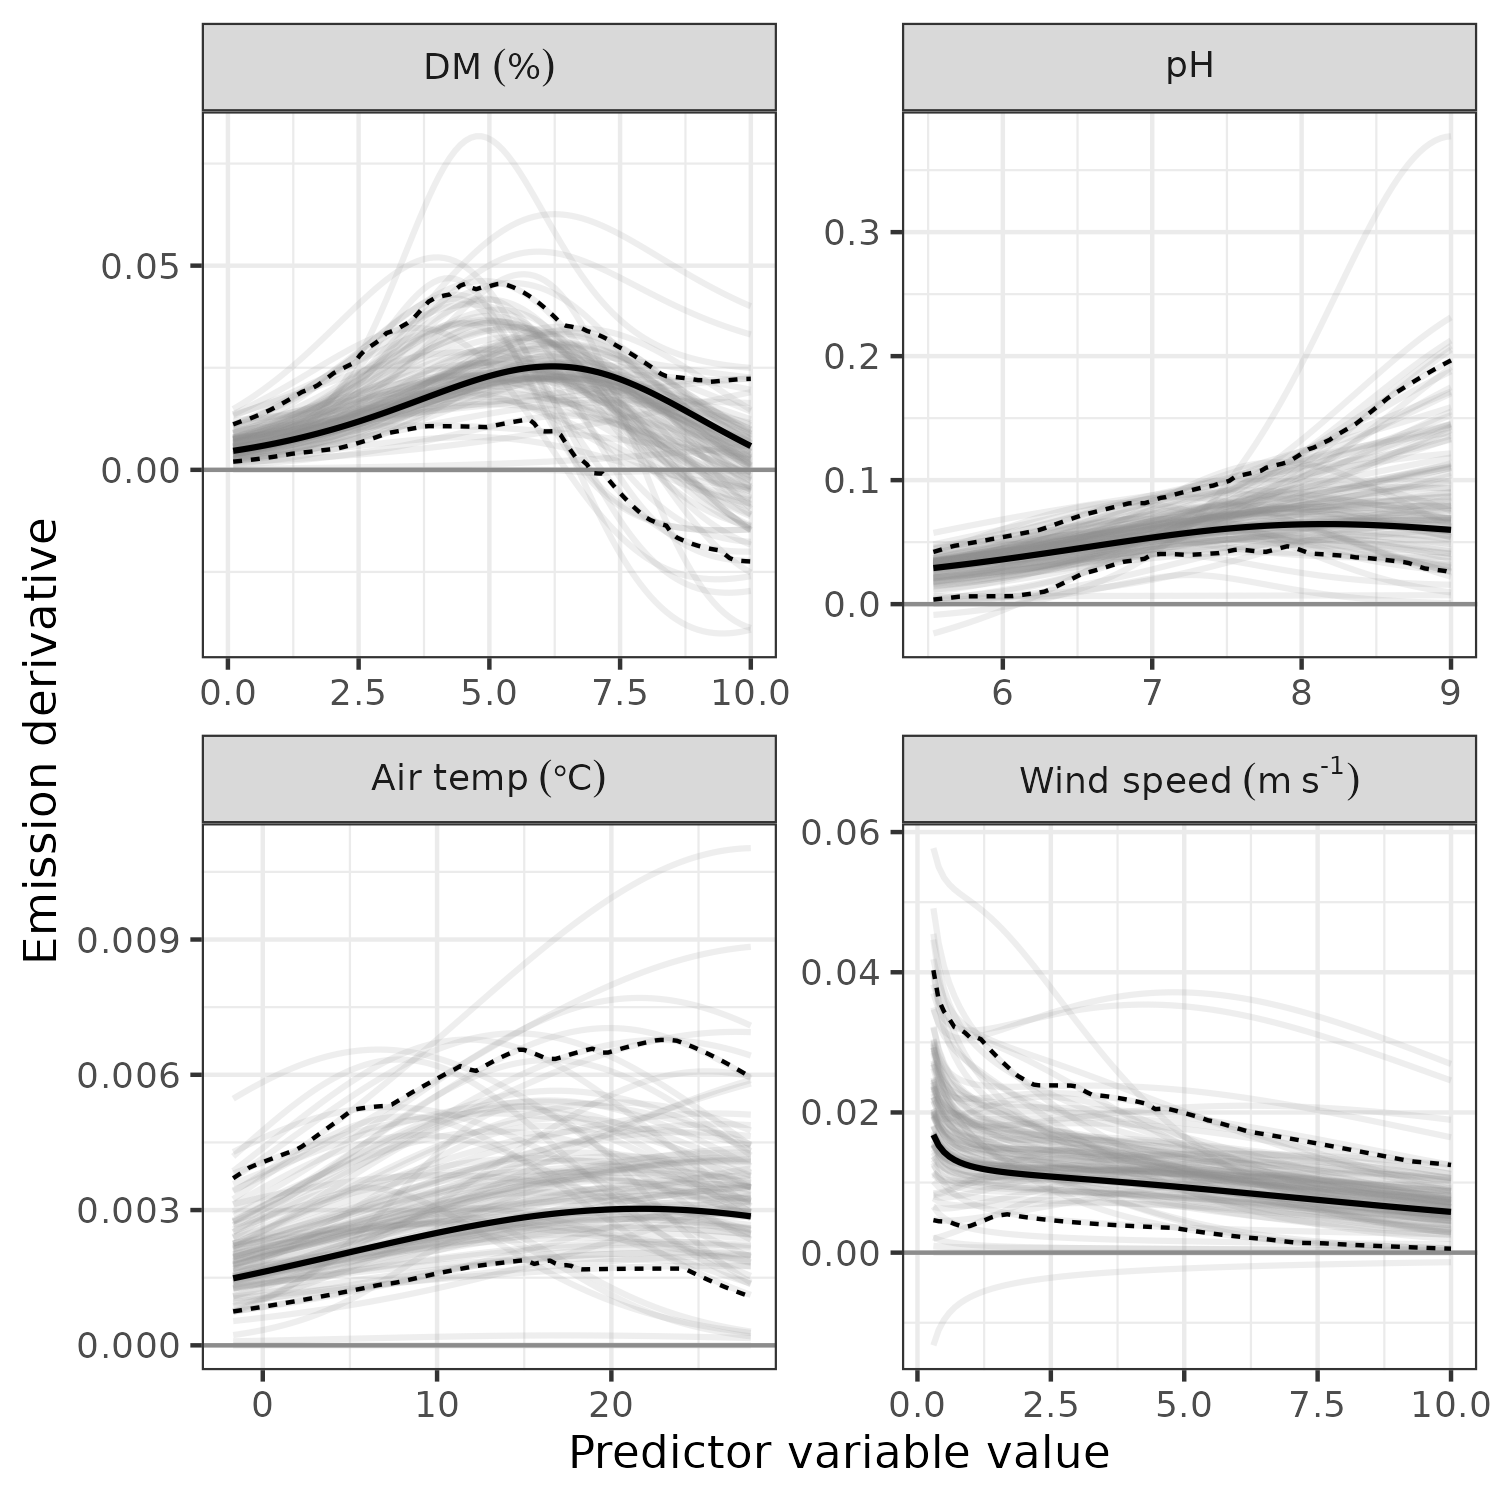 DM (%)
pH
0.05
0.00
0.3
0.2
0.1
0.0
0.0 2.5 5.0 7.5 10.0
6 7 8 9
Emission derivative
Air temp (°C)
Wind speed (m s-1)
0.009
0.006
0.003
0.000
0.06
0.04
0.02
0.00
0 10 20
0.0 2.5 5.0 7.5 10.0
Predictor variable value